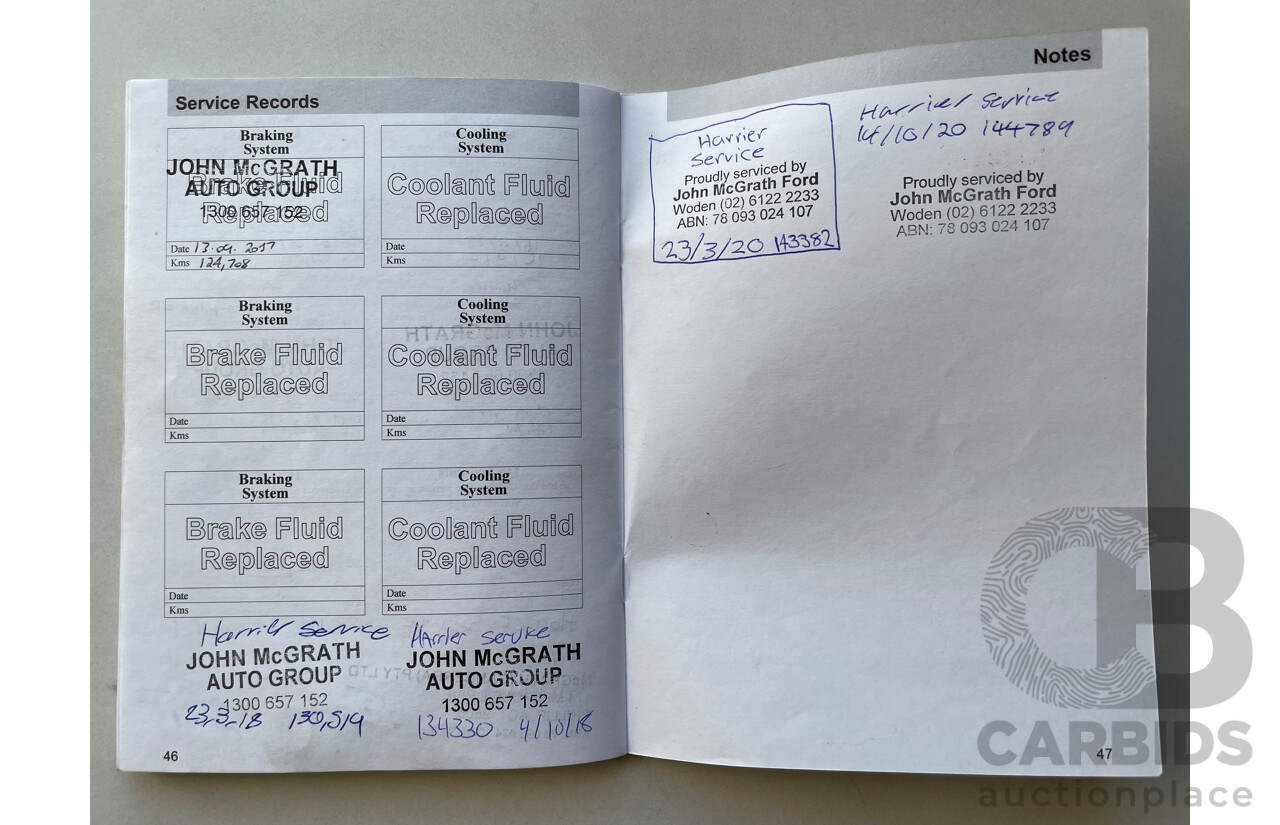 Service Records
Braking
System
Brake Fluid
Replaced
JOHN McGRATH
AUTO GROUP
1300 657 152
Date 13.09.2017
Kms 124,708
Cooling
System
Coolant Fluid
Replaced
Date
Kms
Braking
System
Brake Fluid
Replaced
Date
Kms
Cooling
System
Coolant Fluid
Replaced
Date
Kms
Braking
System
Brake Fluid
Replaced
Date
Kms
Cooling
System
Coolant Fluid
Replaced
Date
Kms
Harrier Service
JOHN McGRATH
AUTO GROUP
1300 657 152
23.3.18 130,519
Harrier Service
JOHN McGRATH
AUTO GROUP
1300 657 152
134330 4/10/18
46
Notes
Harrier
Service
Proudly serviced by
John McGrath Ford
Woden (02) 6122 2233
ABN: 78 093 024 107
23/3/20 143382
Harrier Service
14/10/20 144789
Proudly serviced by
John McGrath Ford
Woden (02) 6122 2233
ABN: 78 093 024 107
47
CARBIDS
auctionplace